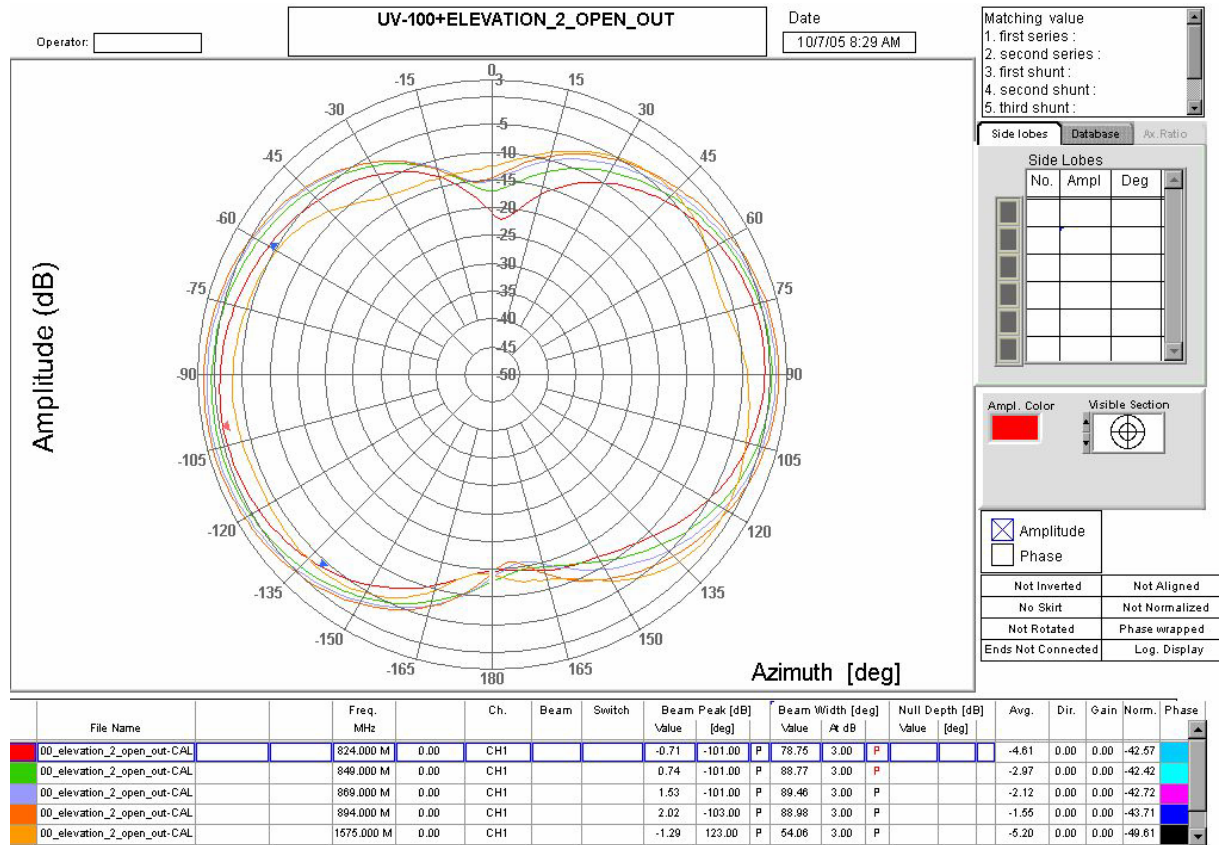 UV-100+ELEVATION_2_OPEN_OUT
Operator:
Date
10/7/05 8:29 AM
Matching value
1. first series :
2. second series :
3. first shunt :
4. second shunt :
5. third shunt :
Side lobes Database Ax.Ratio
Side Lobes
No. Ampl Deg
Ampl. Color Visible Section
Amplitude
Phase
Not Inverted Not Aligned
No Skirt Not Normalized
Not Rotated Phase wrapped
Ends Not Connected Log. Display
Amplitude (dB)
Azimuth [deg]
0
15
30
45
60
75
90
105
120
135
150
165
180
-165
-150
-135
-120
-105
-90
-75
-60
-45
-30
-15
3
-5
-10
-15
-20
-25
-30
-35
-40
-45
-50
File Name Freq. MHz Ch. Beam Switch Beam Peak [dB] Value [deg] Beam Width [deg] Value At dB Null Depth [dB] Value [deg] Avg. Dir. Gain Norm. Phase
00_elevation_2_open_out-CAL 824.000 M 0.00 CH1 -0.71 -101.00 P 78.75 3.00 P -4.61 0.00 0.00 -42.57
00_elevation_2_open_out-CAL 849.000 M 0.00 CH1 0.74 -101.00 P 88.77 3.00 P -2.97 0.00 0.00 -42.42
00_elevation_2_open_out-CAL 869.000 M 0.00 CH1 1.53 -101.00 P 89.46 3.00 P -2.12 0.00 0.00 -42.72
00_elevation_2_open_out-CAL 894.000 M 0.00 CH1 2.02 -103.00 P 88.98 3.00 P -1.55 0.00 0.00 -43.71
00_elevation_2_open_out-CAL 1575.000 M 0.00 CH1 -1.29 123.00 P 54.06 3.00 P -5.20 0.00 0.00 -49.61